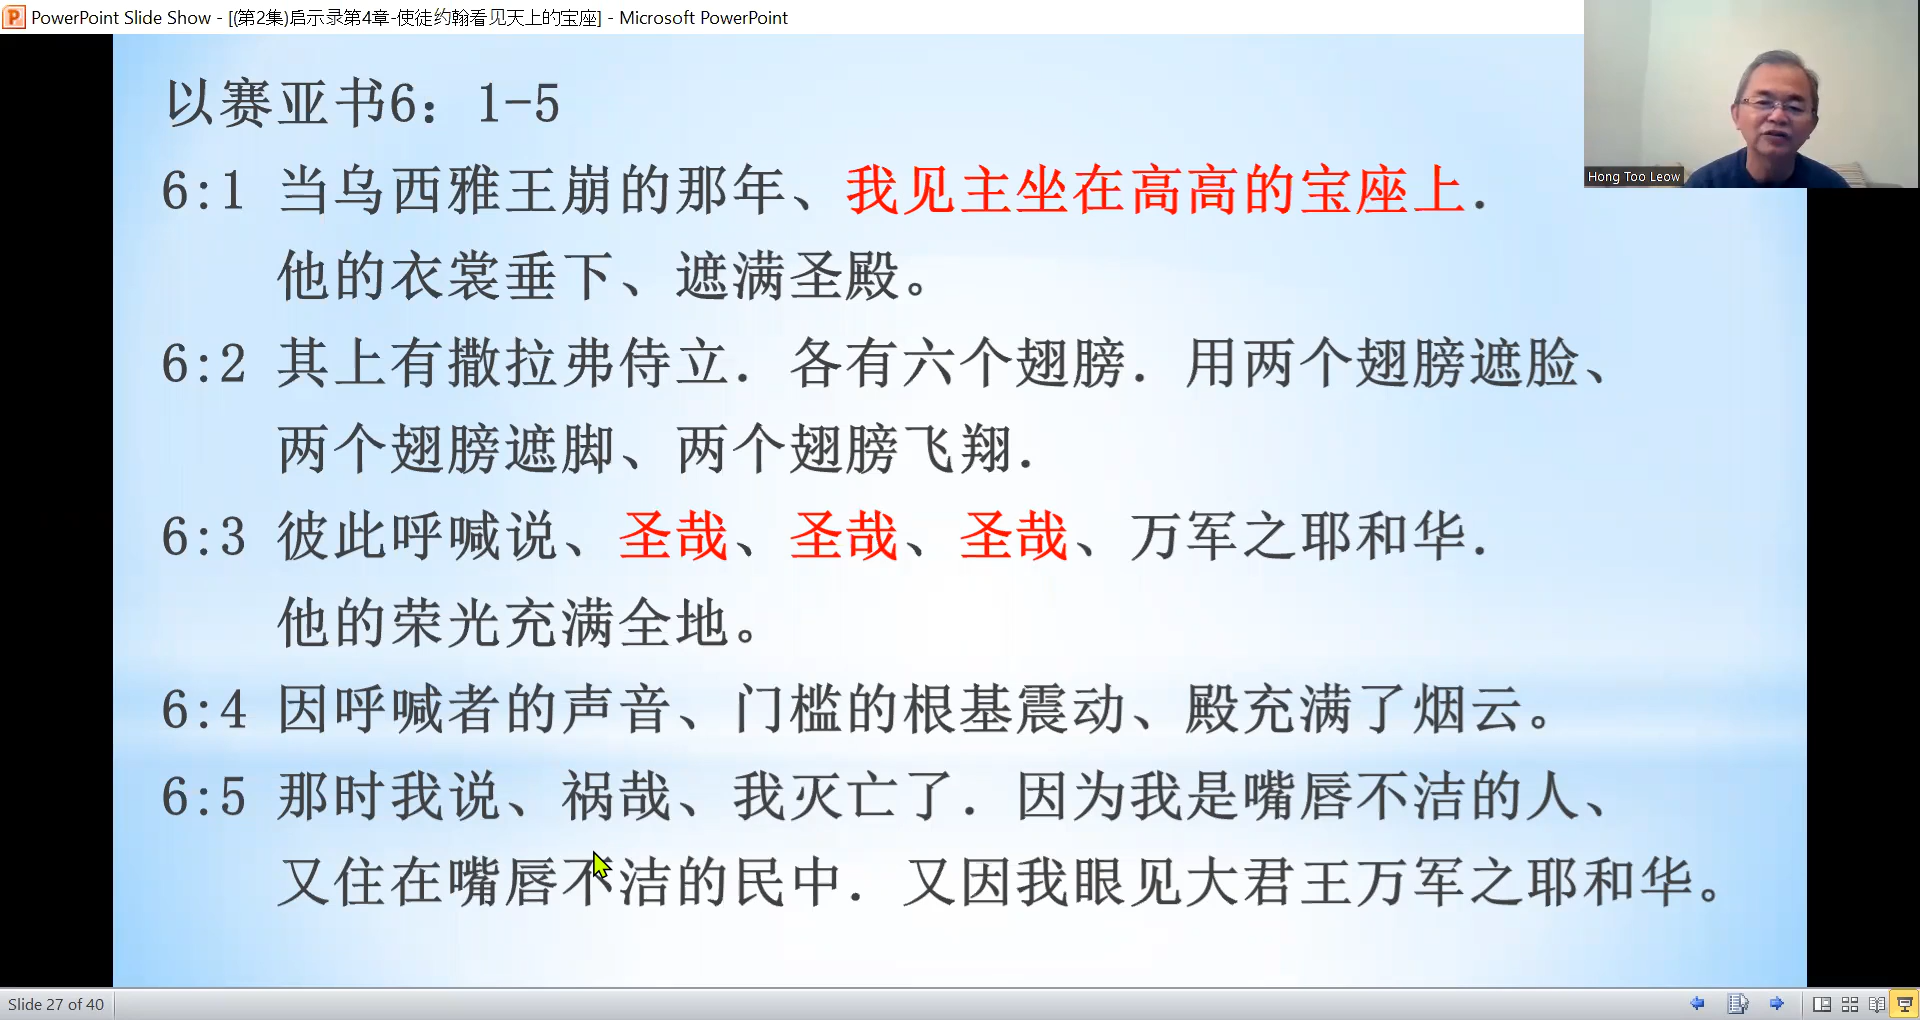 PowerPoint Slide Show - [(第2集)启示录第4章-使徒约翰看见天上的宝座] - Microsoft PowerPoint
以赛亚书6：1-5
6:1 当乌西雅王崩的那年、我见主坐在高高的宝座上．
他的衣裳垂下、遮满圣殿。
6:2 其上有撒拉弗侍立．各有六个翅膀．用两个翅膀遮脸、
两个翅膀遮脚、两个翅膀飞翔．
6:3 彼此呼喊说、圣哉、圣哉、圣哉、万军之耶和华．
他的荣光充满全地。
6:4 因呼喊者的声音、门槛的根基震动、殿充满了烟云。
6:5 那时我说、祸哉、我灭亡了．因为我是嘴唇不洁的人、
又住在嘴唇不洁的民中．又因我眼见大君王万军之耶和华。
Hong Too Leow
Slide 27 of 40